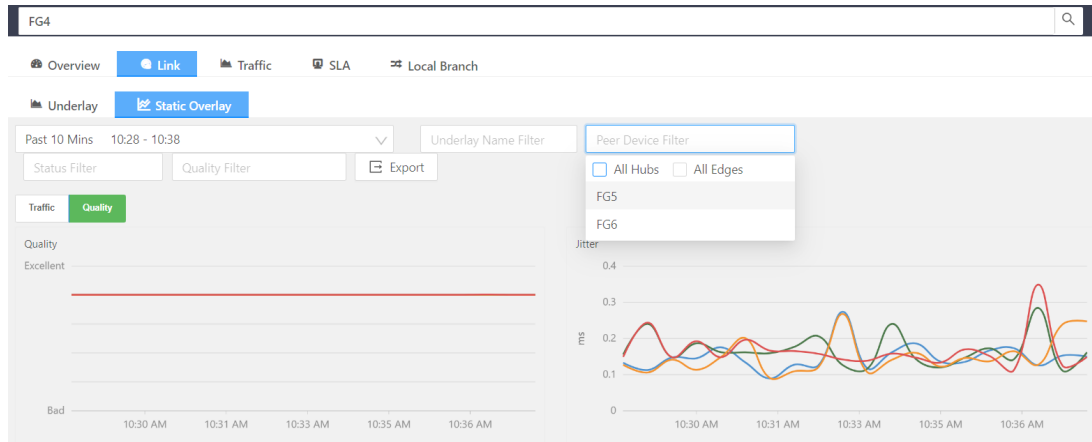 FG4
Overview Link Traffic SLA Local Branch
Underlay Static Overlay
Past 10 Mins 10:28 - 10:38 Underlay Name Filter Peer Device Filter
Status Filter Quality Filter Export
All Hubs All Edges
FG5
FG6
Traffic Quality
Quality
Excellent
Bad
10:30 AM 10:31 AM 10:33 AM 10:35 AM 10:36 AM
Jitter
0.4
0.3
0.2
0.1
0
ms
10:30 AM 10:31 AM 10:33 AM 10:35 AM 10:36 AM